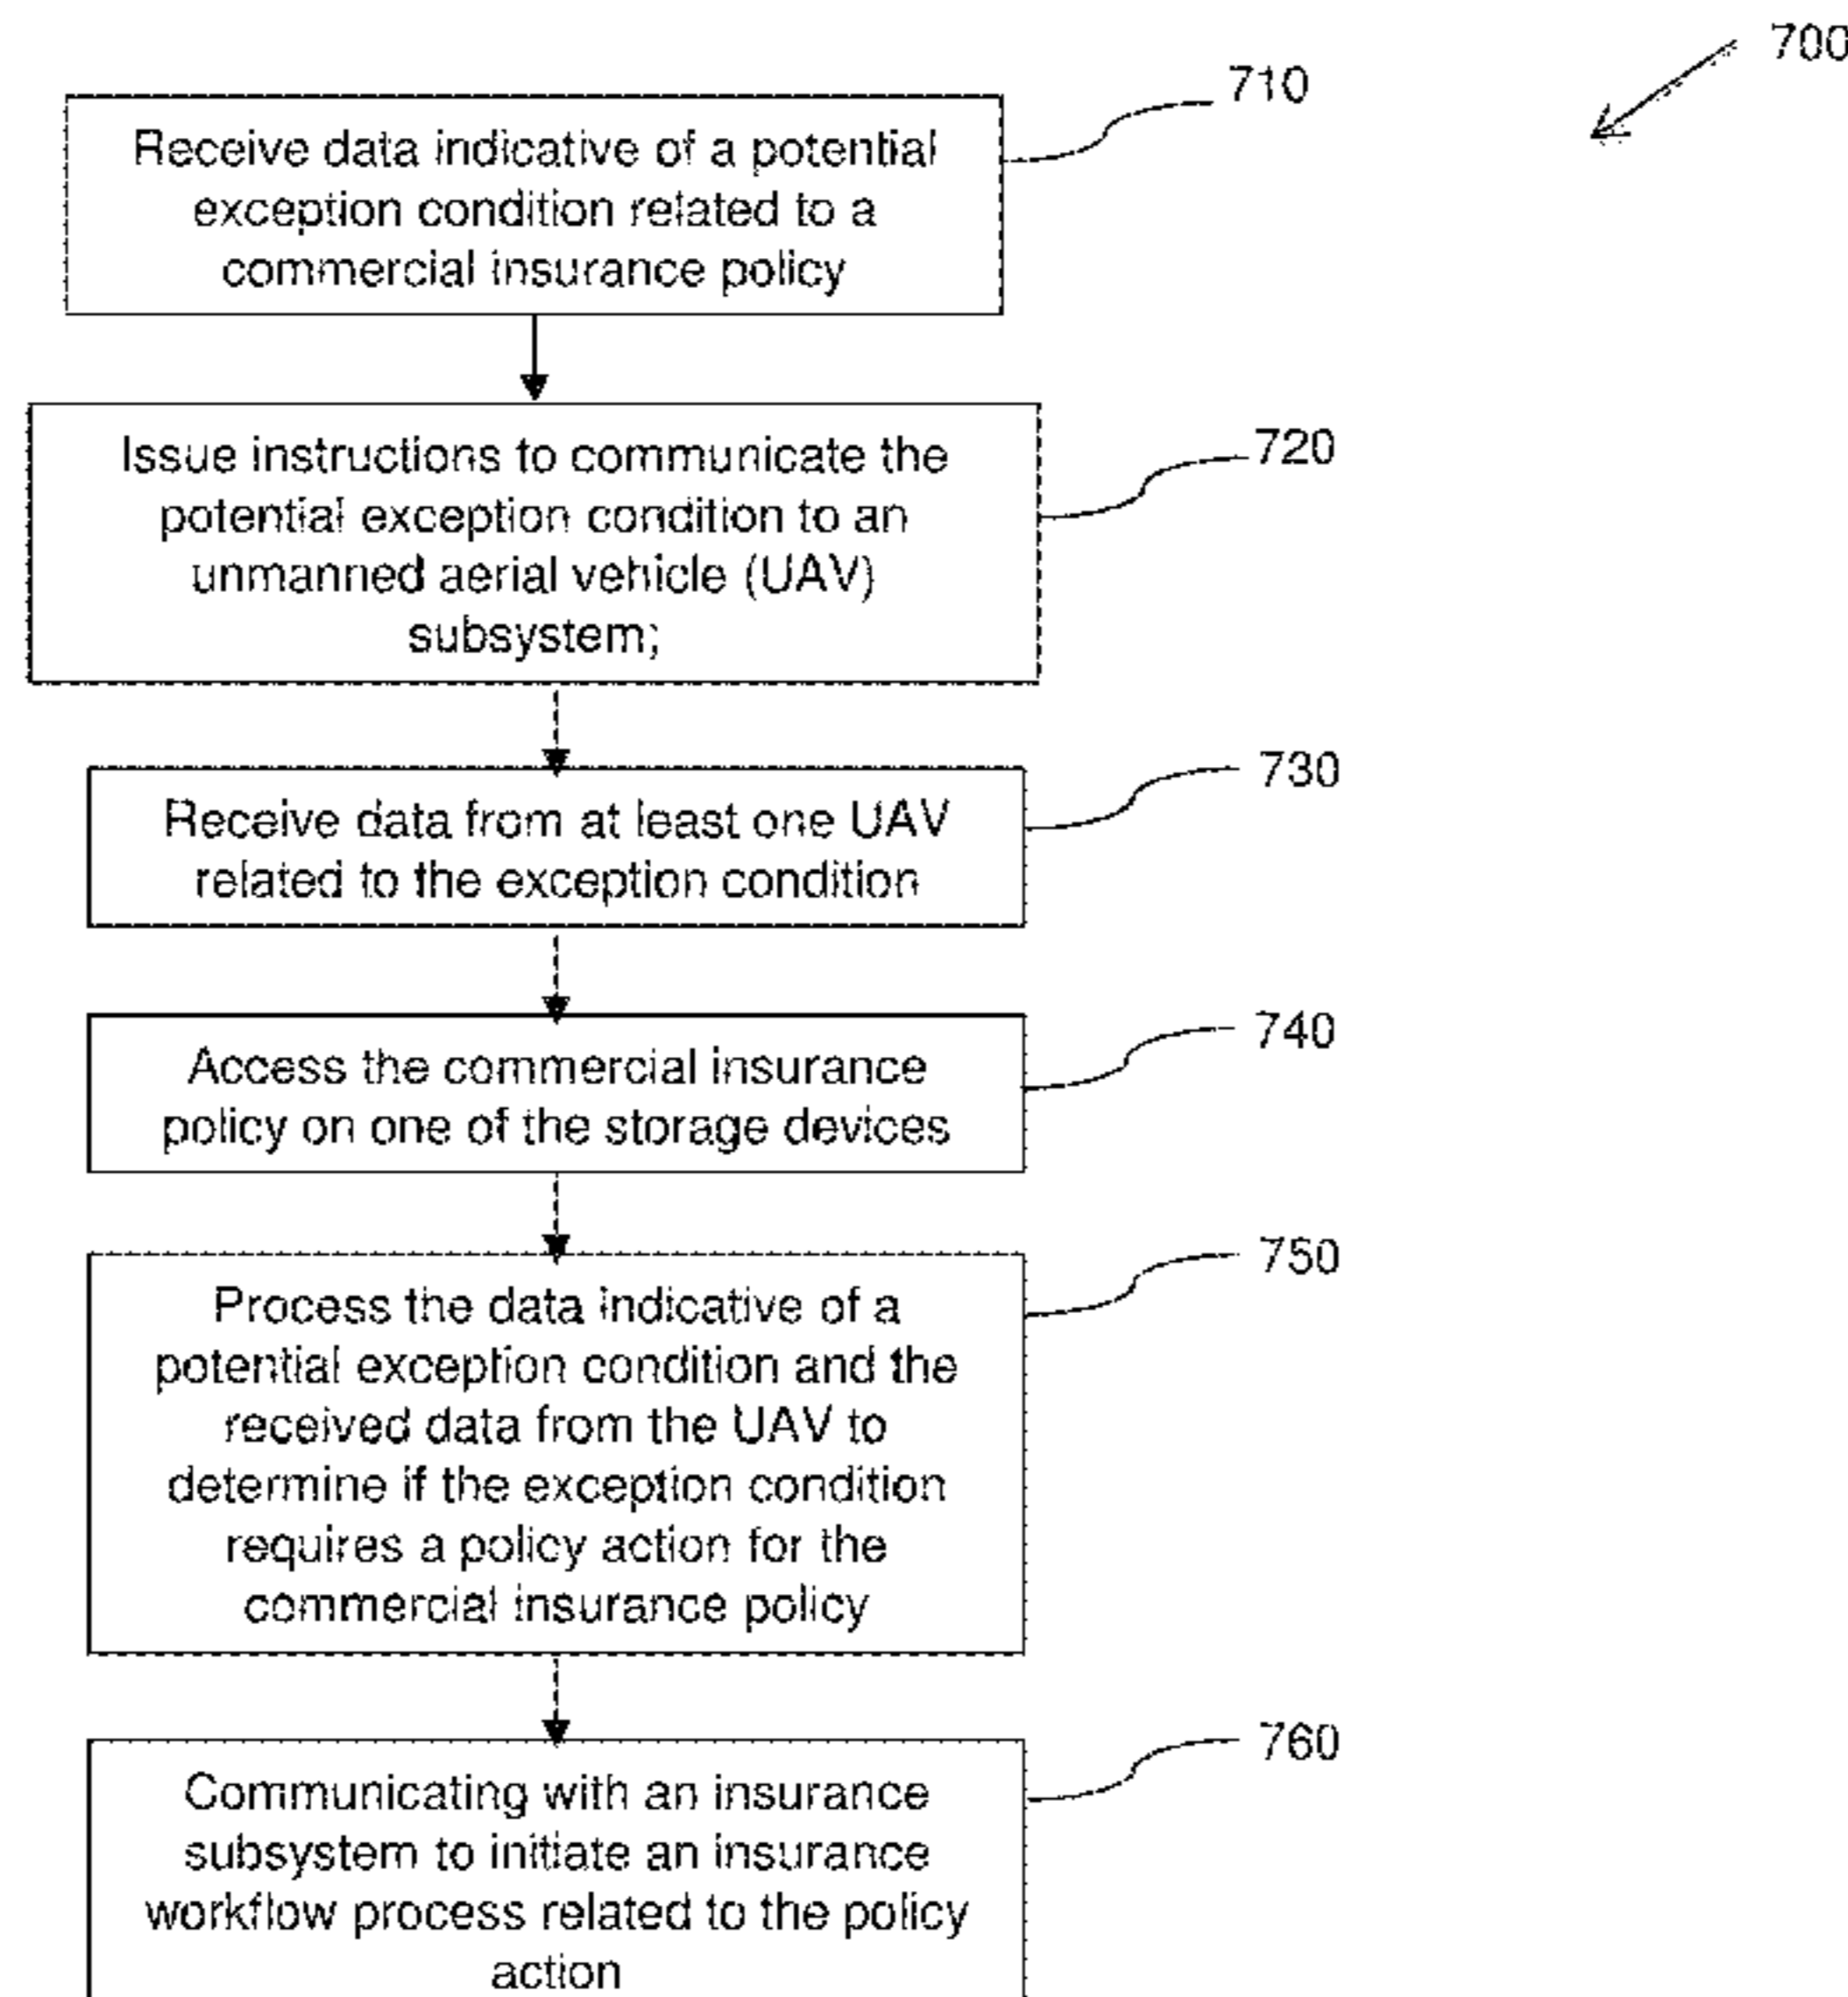 700
710
Receive data indicative of a potential
exception condition related to a
commercial insurance policy
720
Issue instructions to communicate the
potential exception condition to an
unmanned aerial vehicle (UAV)
subsystem;
730
Receive data from at least one UAV
related to the exception condition
740
Access the commercial insurance
policy on one of the storage devices
750
Process the data indicative of a
potential exception condition and the
received data from the UAV to
determine if the exception condition
requires a policy action for the
commercial insurance policy
760
Communicating with an insurance
subsystem to initiate an insurance
workflow process related to the policy
action